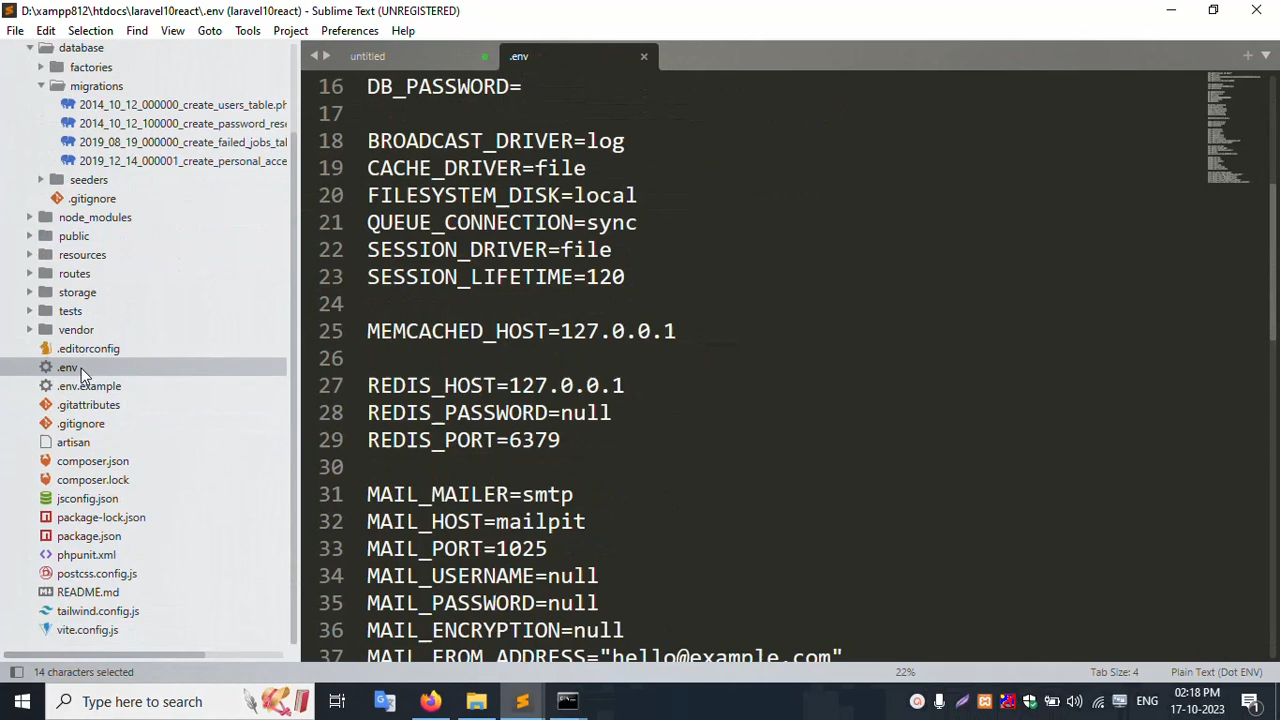 D:\xampp812\htdocs\laravel10react\.env (laravel10react) - Sublime Text (UNREGISTERED)
File Edit Selection Find View Goto Tools Project Preferences Help
database
factories
migrations
2014_10_12_000000_create_users_table.ph
2014_10_12_100000_create_password_rese
2019_08_19_000000_create_failed_jobs_tal
2019_12_14_000001_create_personal_acce
seeders
.gitignore
node_modules
public
resources
routes
storage
tests
vendor
.editorconfig
.env
.env.example
.gitattributes
.gitignore
artisan
composer.json
composer.lock
jsconfig.json
package-lock.json
package.json
phpunit.xml
postcss.config.js
README.md
tailwind.config.js
vite.config.js
untitled .env
16 DB_PASSWORD=
17
18 BROADCAST_DRIVER=log
19 CACHE_DRIVER=file
20 FILESYSTEM_DISK=local
21 QUEUE_CONNECTION=sync
22 SESSION_DRIVER=file
23 SESSION_LIFETIME=120
24
25 MEMCACHED_HOST=127.0.0.1
26
27 REDIS_HOST=127.0.0.1
28 REDIS_PASSWORD=null
29 REDIS_PORT=6379
30
31 MAIL_MAILER=smtp
32 MAIL_HOST=mailpit
33 MAIL_PORT=1025
34 MAIL_USERNAME=null
35 MAIL_PASSWORD=null
36 MAIL_ENCRYPTION=null
37 MAIL_FROM_ADDRESS="hello@example.com"
14 characters selected 22% Tab Size: 4 Plain Text (Dot ENV)
Type here to search
ENG
02:18 PM
17-10-2023
1